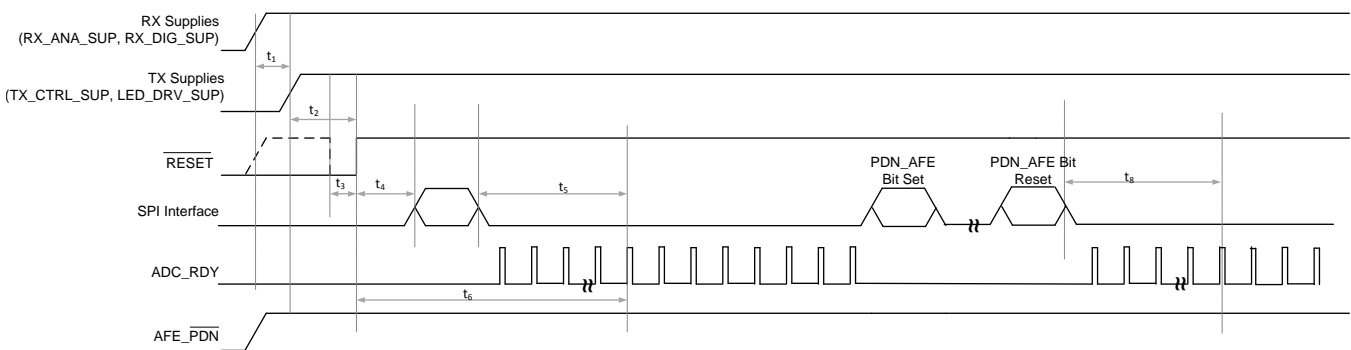 RX Supplies
(RX_ANA_SUP, RX_DIG_SUP)
t1
TX Supplies
(TX_CTRL_SUP, LED_DRV_SUP)
t2
RESET
t3
t4
t5
PDN_AFE
Bit Set
PDN_AFE Bit
Reset
t8
SPI Interface
ADC_RDY
t6
AFE_PDN